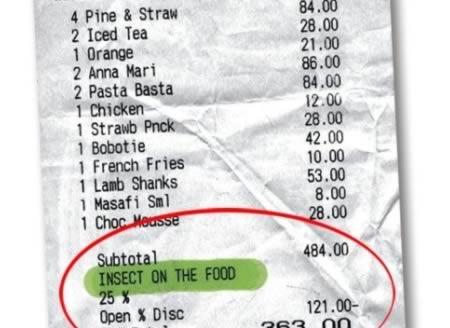 4 Pine & Straw 84.00
2 Iced Tea 28.00
1 Orange 21.00
2 Anna Mari 86.00
2 Pasta Basta 84.00
1 Chicken 12.00
1 Strawb Pnck 28.00
1 Bobotie 42.00
1 French Fries 10.00
1 Lamb Shanks 53.00
1 Masafi Sml 8.00
1 Choc Mousse 28.00
Subtotal 484.00
INSECT ON THE FOOD
25 %
Open % Disc 121.00-
363.00